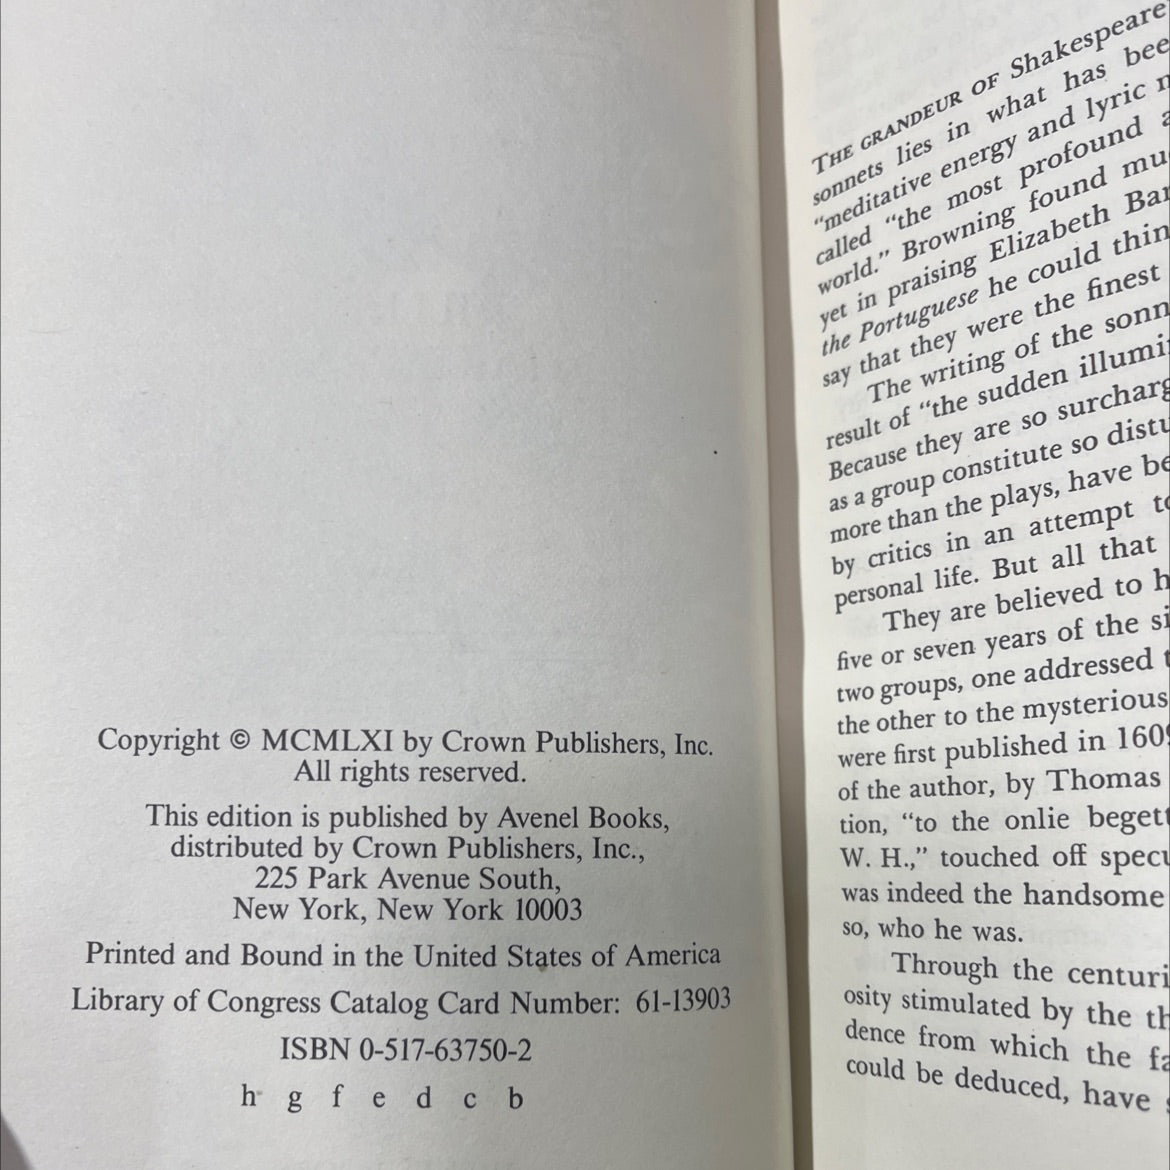 Copyright © MCMLXI by Crown Publishers, Inc.
All rights reserved.
This edition is published by Avenel Books,
distributed by Crown Publishers, Inc.,
225 Park Avenue South,
New York, New York 10003
Printed and Bound in the United States of America
Library of Congress Catalog Card Number: 61-13903
ISBN 0-517-63750-2
h g f e d c b
THE GRANDEUR OF Shakespeare
sonnets lies in what has bee
"meditative energy and lyric
called "the most profound
world." Browning found mu
yet in praising Elizabeth Bar
the Portuguese he could thin
say that they were the finest
The writing of the sonn
result of "the sudden illumi
Because they are so surcharg
as a group constitute so distu
more than the plays, have be
by critics in an attempt to
personal life. But all that
They are believed to h
five or seven years of the si
two groups, one addressed t
the other to the mysterious
were first published in 1609
of the author, by Thomas
tion, "to the onlie begett
W. H.," touched off specu
was indeed the handsome
so, who he was.
Through the centuri
osity stimulated by the th
dence from which the fa
could be deduced, have